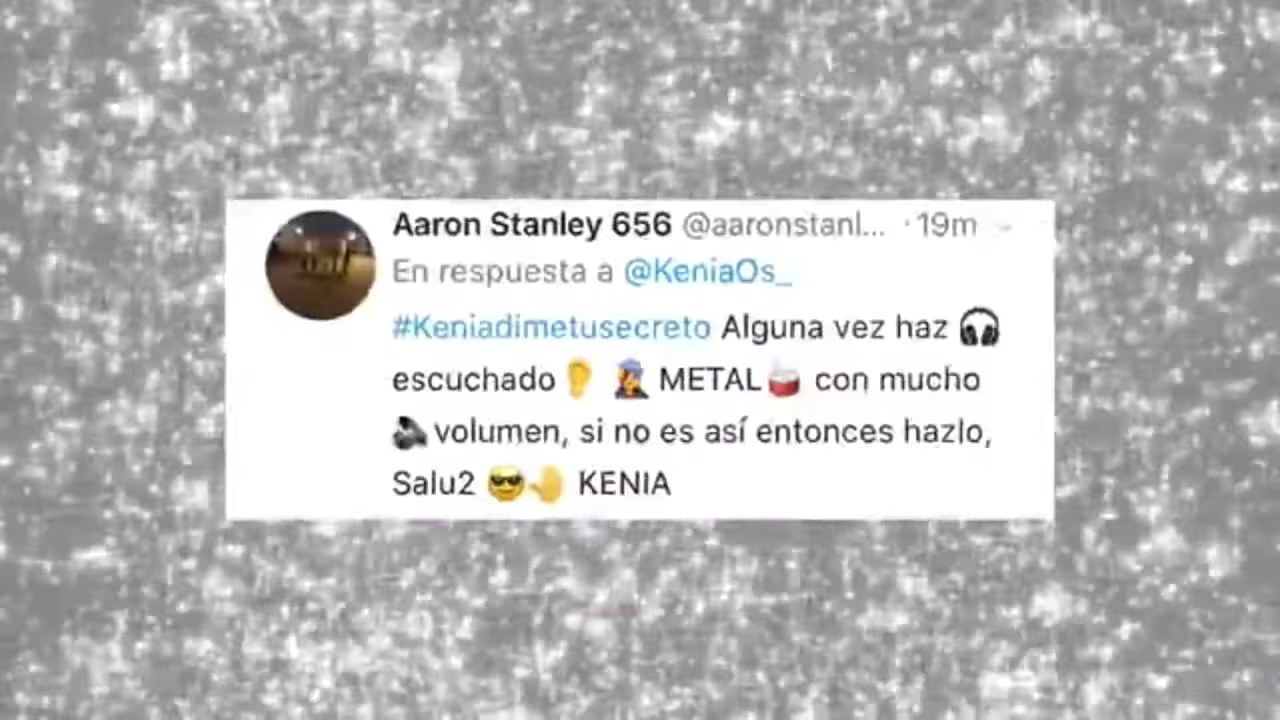 Aaron Stanley 656 @aaronstanl... · 19m
En respuesta a @KeniaOs_
#Keniadimetusecreto Alguna vez haz 🎧
escuchado👂 👩‍🎤 METAL🥁 con mucho
🔊volumen, si no es así entonces hazlo,
Salu2 😎🤚 KENIA